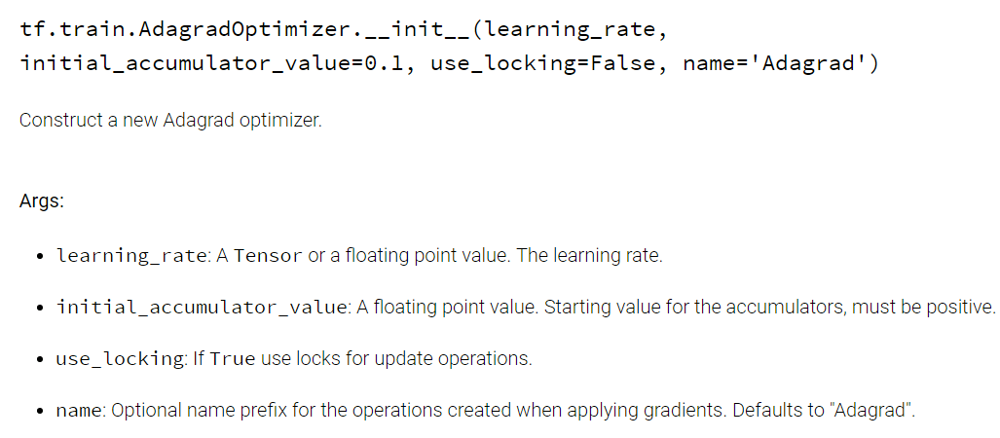 tf.train.AdagradOptimizer.__init__(learning_rate,
initial_accumulator_value=0.1, use_locking=False, name='Adagrad')
Construct a new Adagrad optimizer.
Args:
• learning_rate: A Tensor or a floating point value. The learning rate.
• initial_accumulator_value: A floating point value. Starting value for the accumulators, must be positive.
• use_locking: If True use locks for update operations.
• name: Optional name prefix for the operations created when applying gradients. Defaults to "Adagrad".